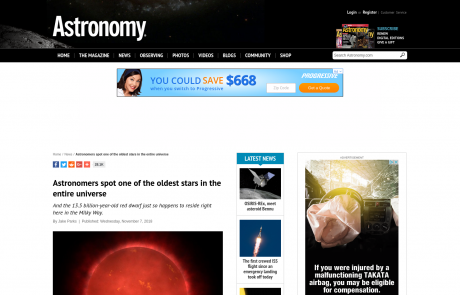 Login or Register | Customer Service
Astronomy
SUBSCRIBE
RENEW
DIGITAL EDITIONS
GIVE A GIFT
HOME THE MAGAZINE NEWS OBSERVING PHOTOS VIDEOS BLOGS COMMUNITY SHOP
Search Astronomy.com
YOU COULD SAVE $668
when you switch to Progressive
PROGRESSIVE
Zip Code
Get a Quote
Home / News / Astronomers spot one of the oldest stars in the entire universe
Astronomers spot one of the oldest stars in the
entire universe
And the 13.5 billion-year-old red dwarf just so happens to reside right
here in the Milky Way.
Published: Wednesday, November 7, 2018
LATEST NEWS
OSIRIS-REx, meet
asteroid Bennu
The first crewed ISS
flight since an
emergency landing
took off today
ADVERTISEMENT
If you were injured by a
malfunctioning TAKATA
airbag, you may be eligible
for compensation.